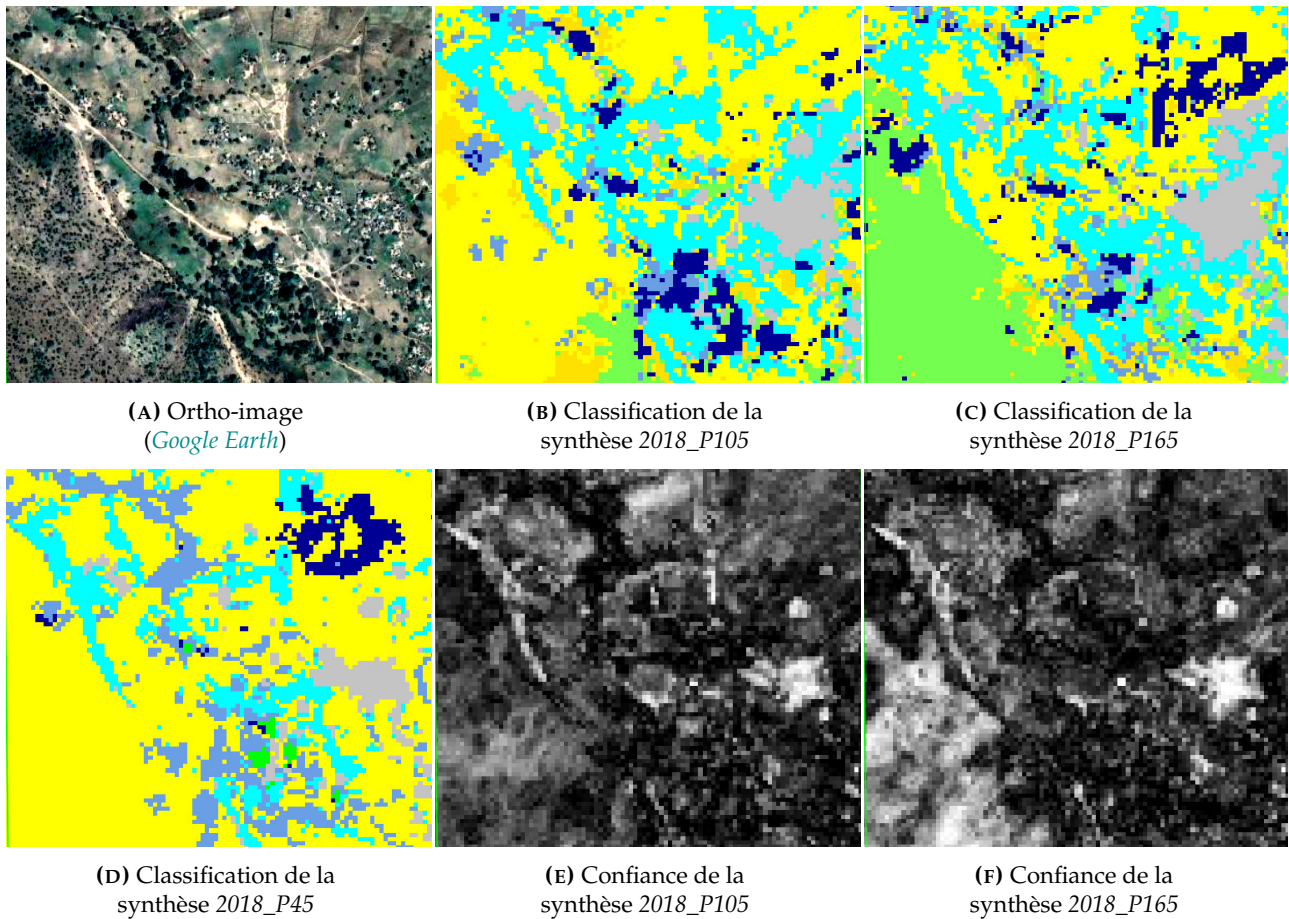 (A) Ortho-image
(Google Earth)
(B) Classification de la
synthèse 2018_P105
(C) Classification de la
synthèse 2018_P165
(D) Classification de la
synthèse 2018_P45
(E) Confiance de la
synthèse 2018_P105
(F) Confiance de la
synthèse 2018_P165